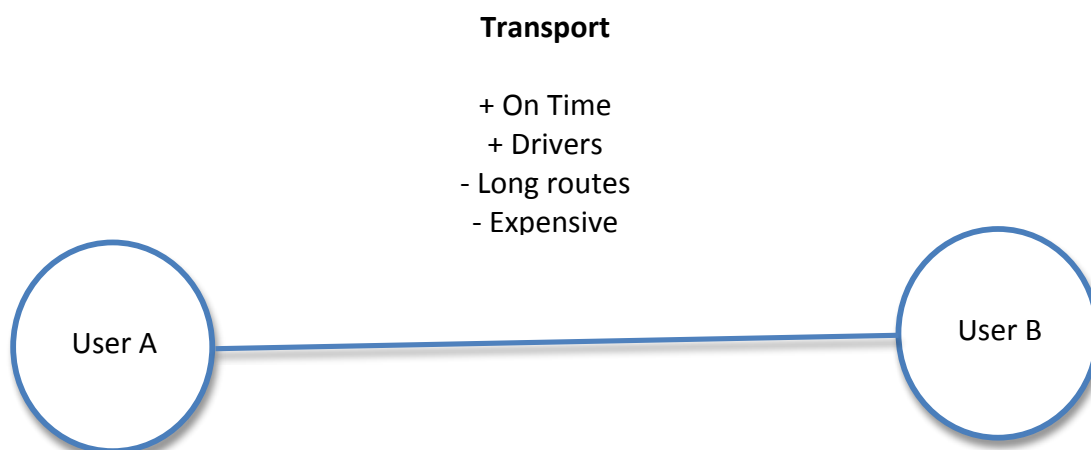 Transport
+ On Time
+ Drivers
- Long routes
- Expensive
User A
User B